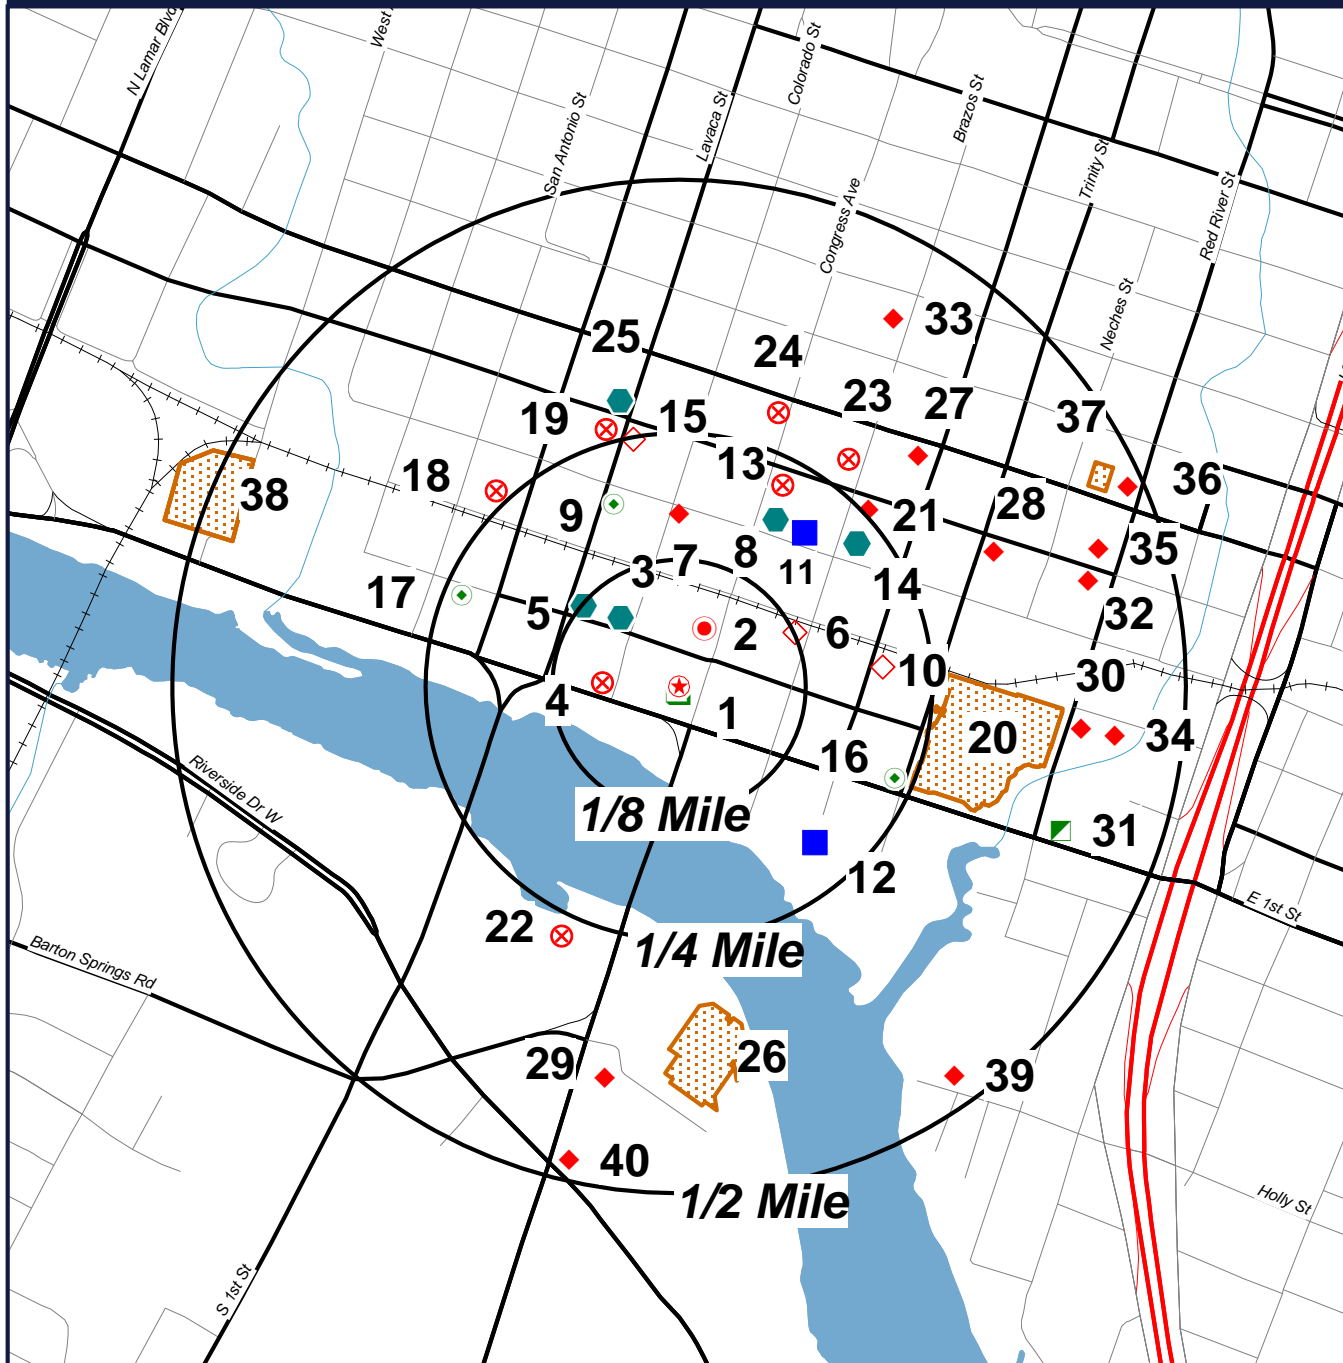 N Lamar Blvd
West
San Antonio St
Lavaca St
Colorado St
Congress Ave
Brazos St
Trinity St
Neches St
Red River St
33
25
24
23
27
37
19
15
13
36
18
38
9
21
28
8
11
35
3
7
14
17
5
32
2
6
10
30
4
1
16
20
34
Riverside Dr W
1/8 Mile
31
12
E 1st St
22
1/4 Mile
Barton Springs Rd
29
26
39
40
1/2 Mile
Holly St
S 1st St